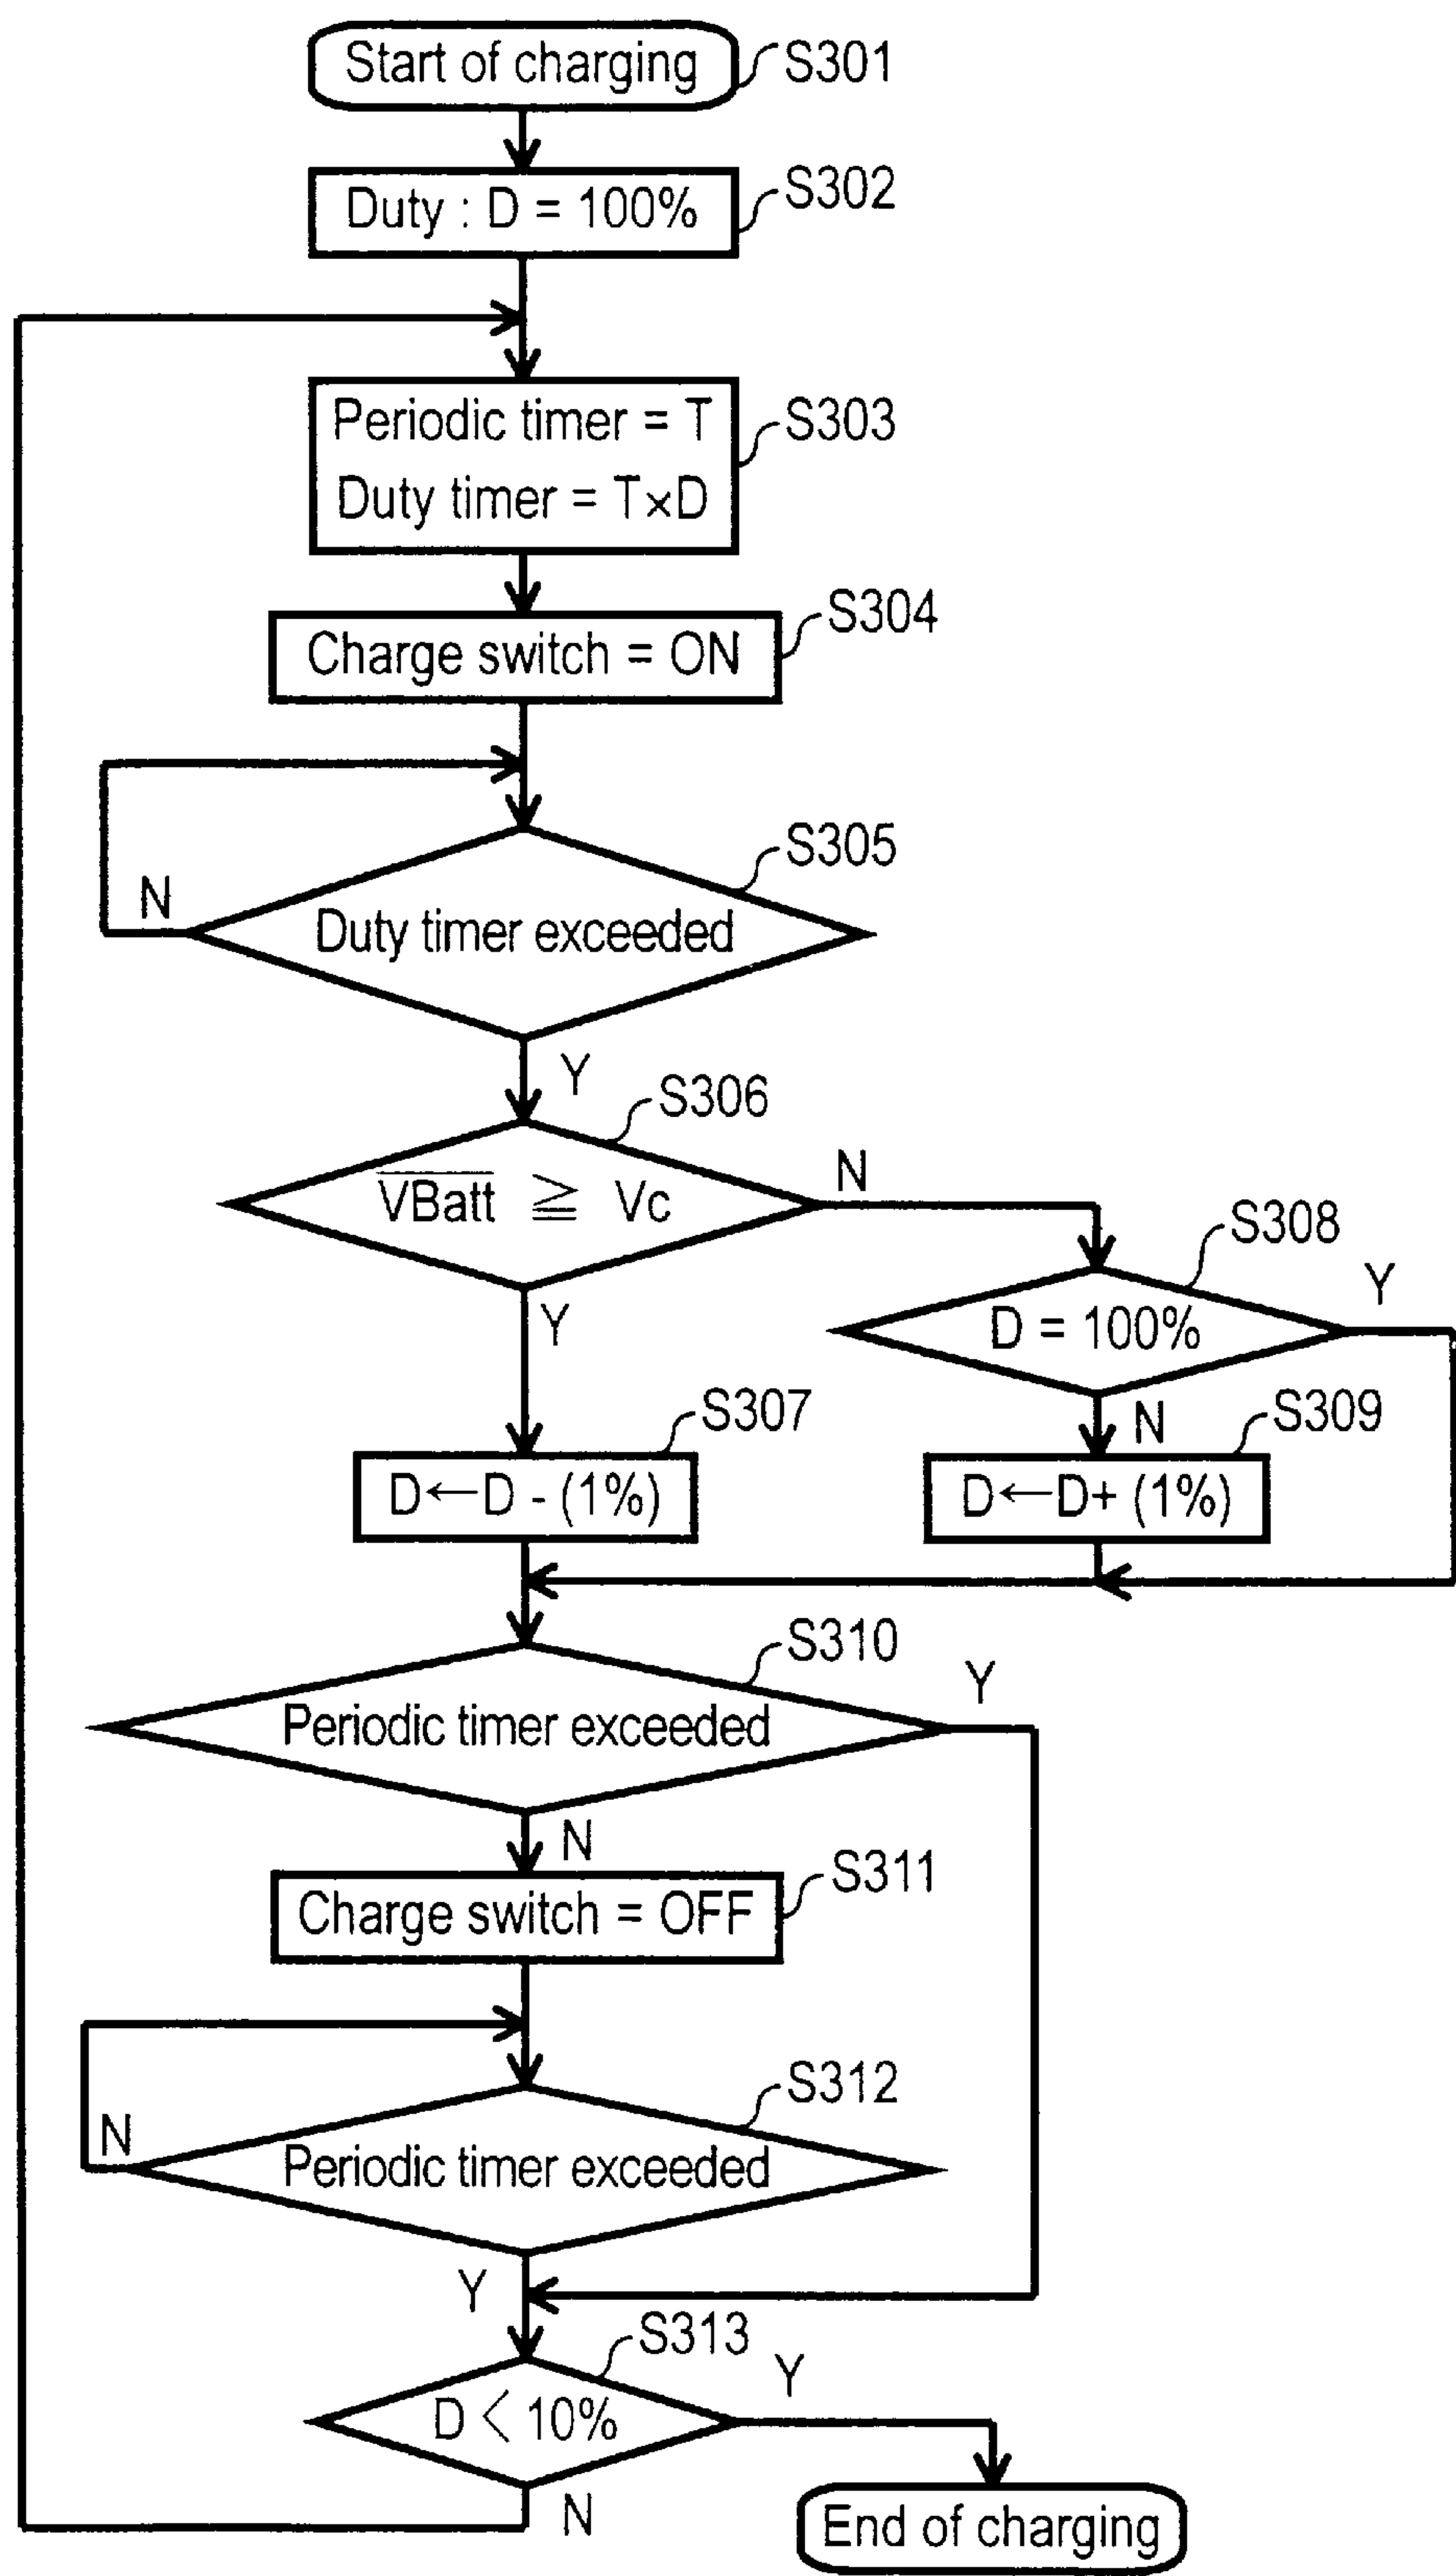 Start of charging
S301
Duty : D = 100%
S302
Periodic timer = T
Duty timer = T×D
S303
Charge switch = ON
S304
Duty timer exceeded
S305
N
Y
V̅B̅a̅t̅t̅ ≧ Vc
S306
N
Y
D = 100%
S308
Y
N
D←D - (1%)
S307
D←D+ (1%)
S309
Periodic timer exceeded
S310
Y
N
Charge switch = OFF
S311
Periodic timer exceeded
S312
N
Y
D < 10%
S313
Y
N
End of charging